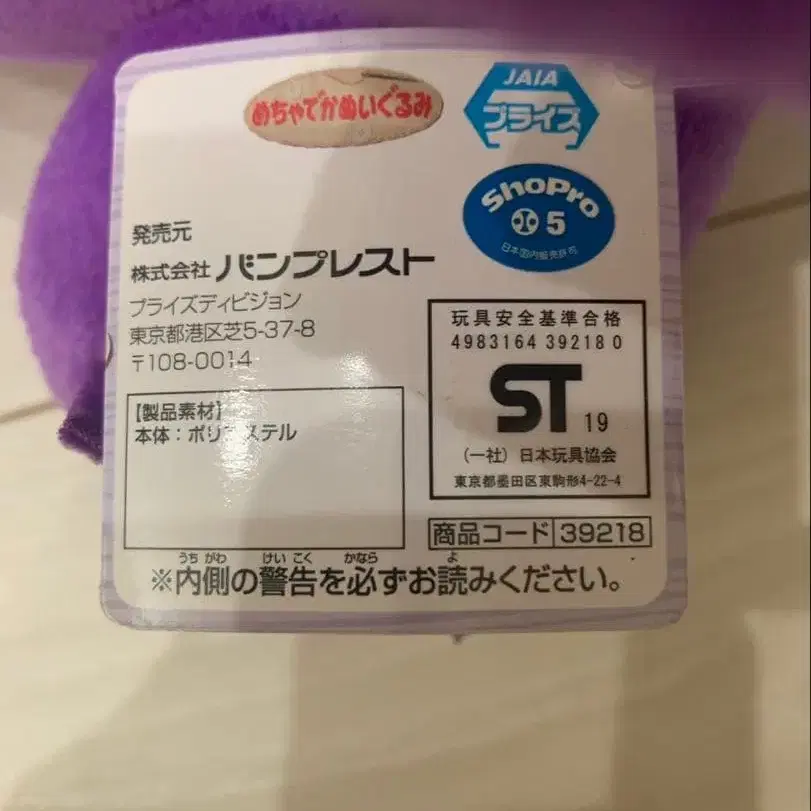 めちゃでかぬいぐるみ
JAIA
プライズ
ShoPro
小 5
日本国内販売許可
発売元
株式会社 バンプレスト
プライズディビジョン
東京都港区芝5-37-8
〒108-0014
【製品素材】
本体：ポリエステル
玩具安全基準合格
4983164 392180
ST 19
(一社) 日本玩具協会
東京都墨田区東駒形4-22-4
商品コード 39218
うち がわ けい こく かなら よ
※内側の警告を必ずお読みください。